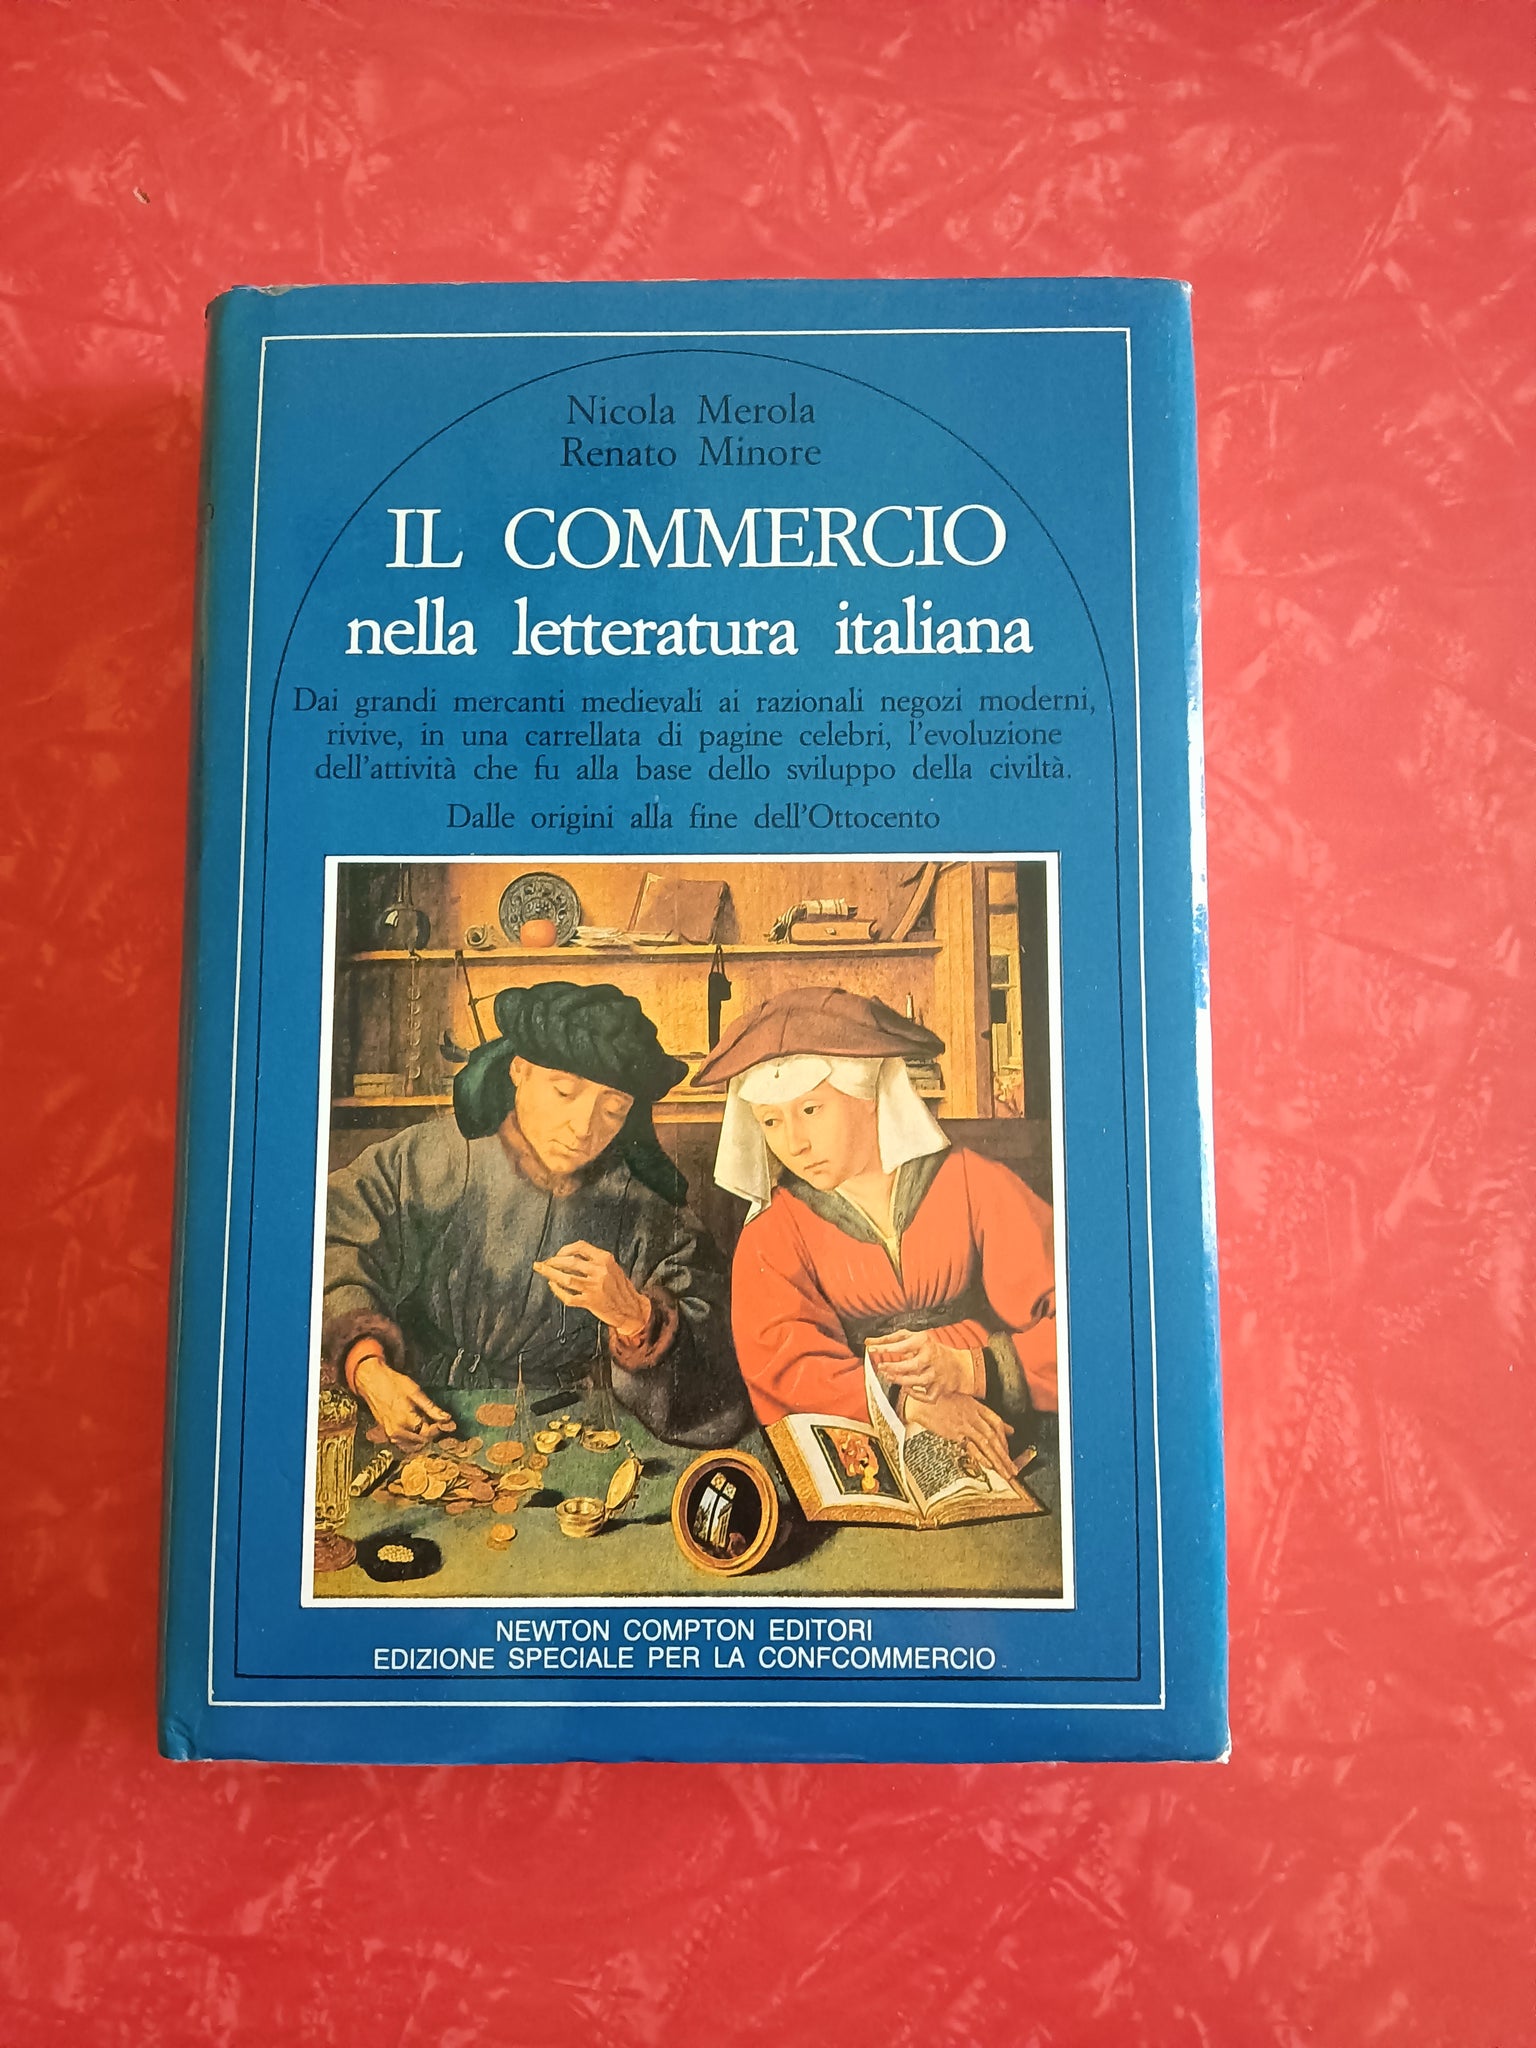 Nicola Merola
Renato Minore
IL COMMERCIO
nella letteratura italiana
Dai grandi mercanti medievali ai razionali negozi moderni,
rivive, in una carrellata di pagine celebri, l'evoluzione
dell'attività che fu alla base dello sviluppo della civiltà.
Dalle origini alla fine dell'Ottocento
NEWTON COMPTON EDITORI
EDIZIONE SPECIALE PER LA CONFCOMMERCIO